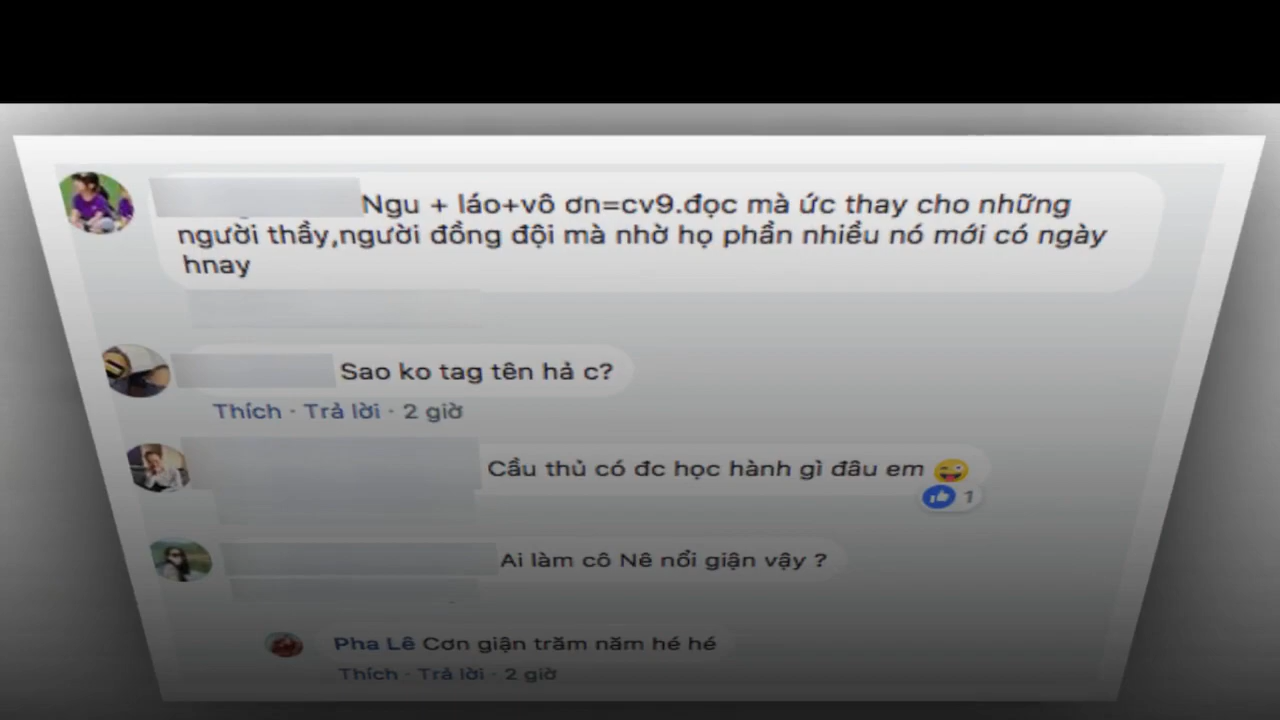 Ngu + láo+vô ơn=cv9.đọc mà ức thay cho những
người thầy,người đồng đội mà nhờ họ phần nhiều nó mới có ngày
hnay
Sao ko tag tên hả c?
Thích · Trả lời · 2 giờ
Cầu thủ có đc học hành gì đâu em 😜
1
Ai làm cô Nê nổi giận vậy ?
Pha Lê Cơn giận trăm năm hé hé
Thích · Trả lời · 2 giờ